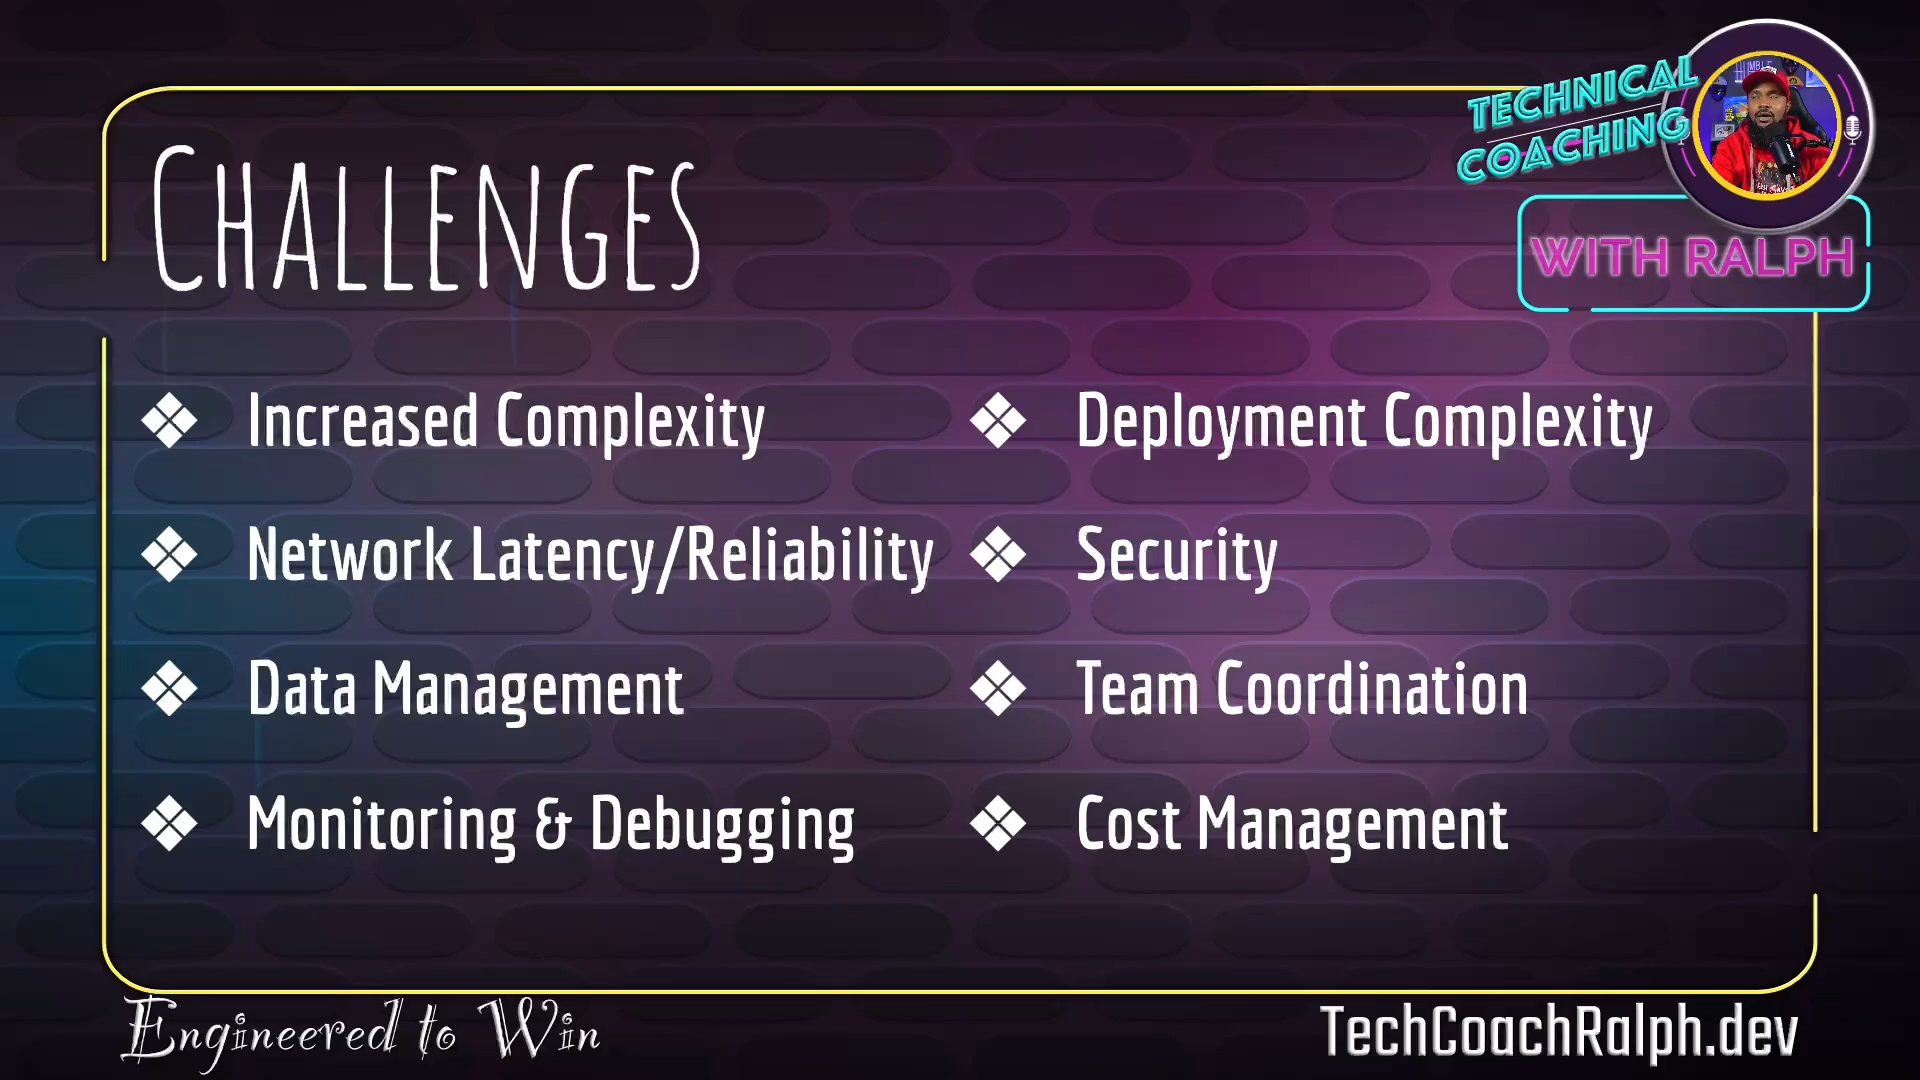 TECHNICAL
COACHING
WITH RALPH
Challenges
❖ Increased Complexity
❖ Network Latency/Reliability
❖ Data Management
❖ Monitoring & Debugging
❖ Deployment Complexity
❖ Security
❖ Team Coordination
❖ Cost Management
Engineered to Win
TechCoachRalph.dev